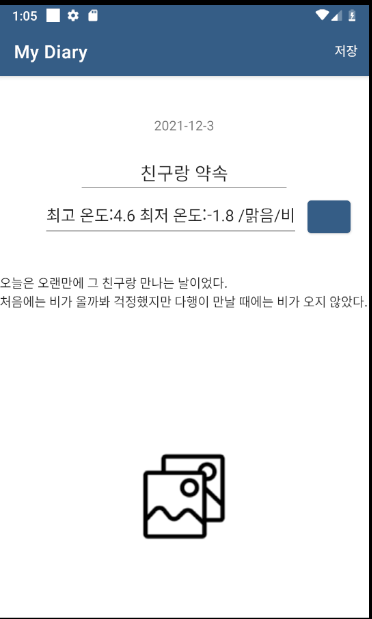 1:05
My Diary
저장
2021-12-3
친구랑 약속
최고 온도:4.6 최저 온도:-1.8 /맑음/비
오늘은 오랜만에 그 친구랑 만나는 날이었다.
처음에는 비가 올까봐 걱정했지만 다행이 만날 때에는 비가 오지 않았다.